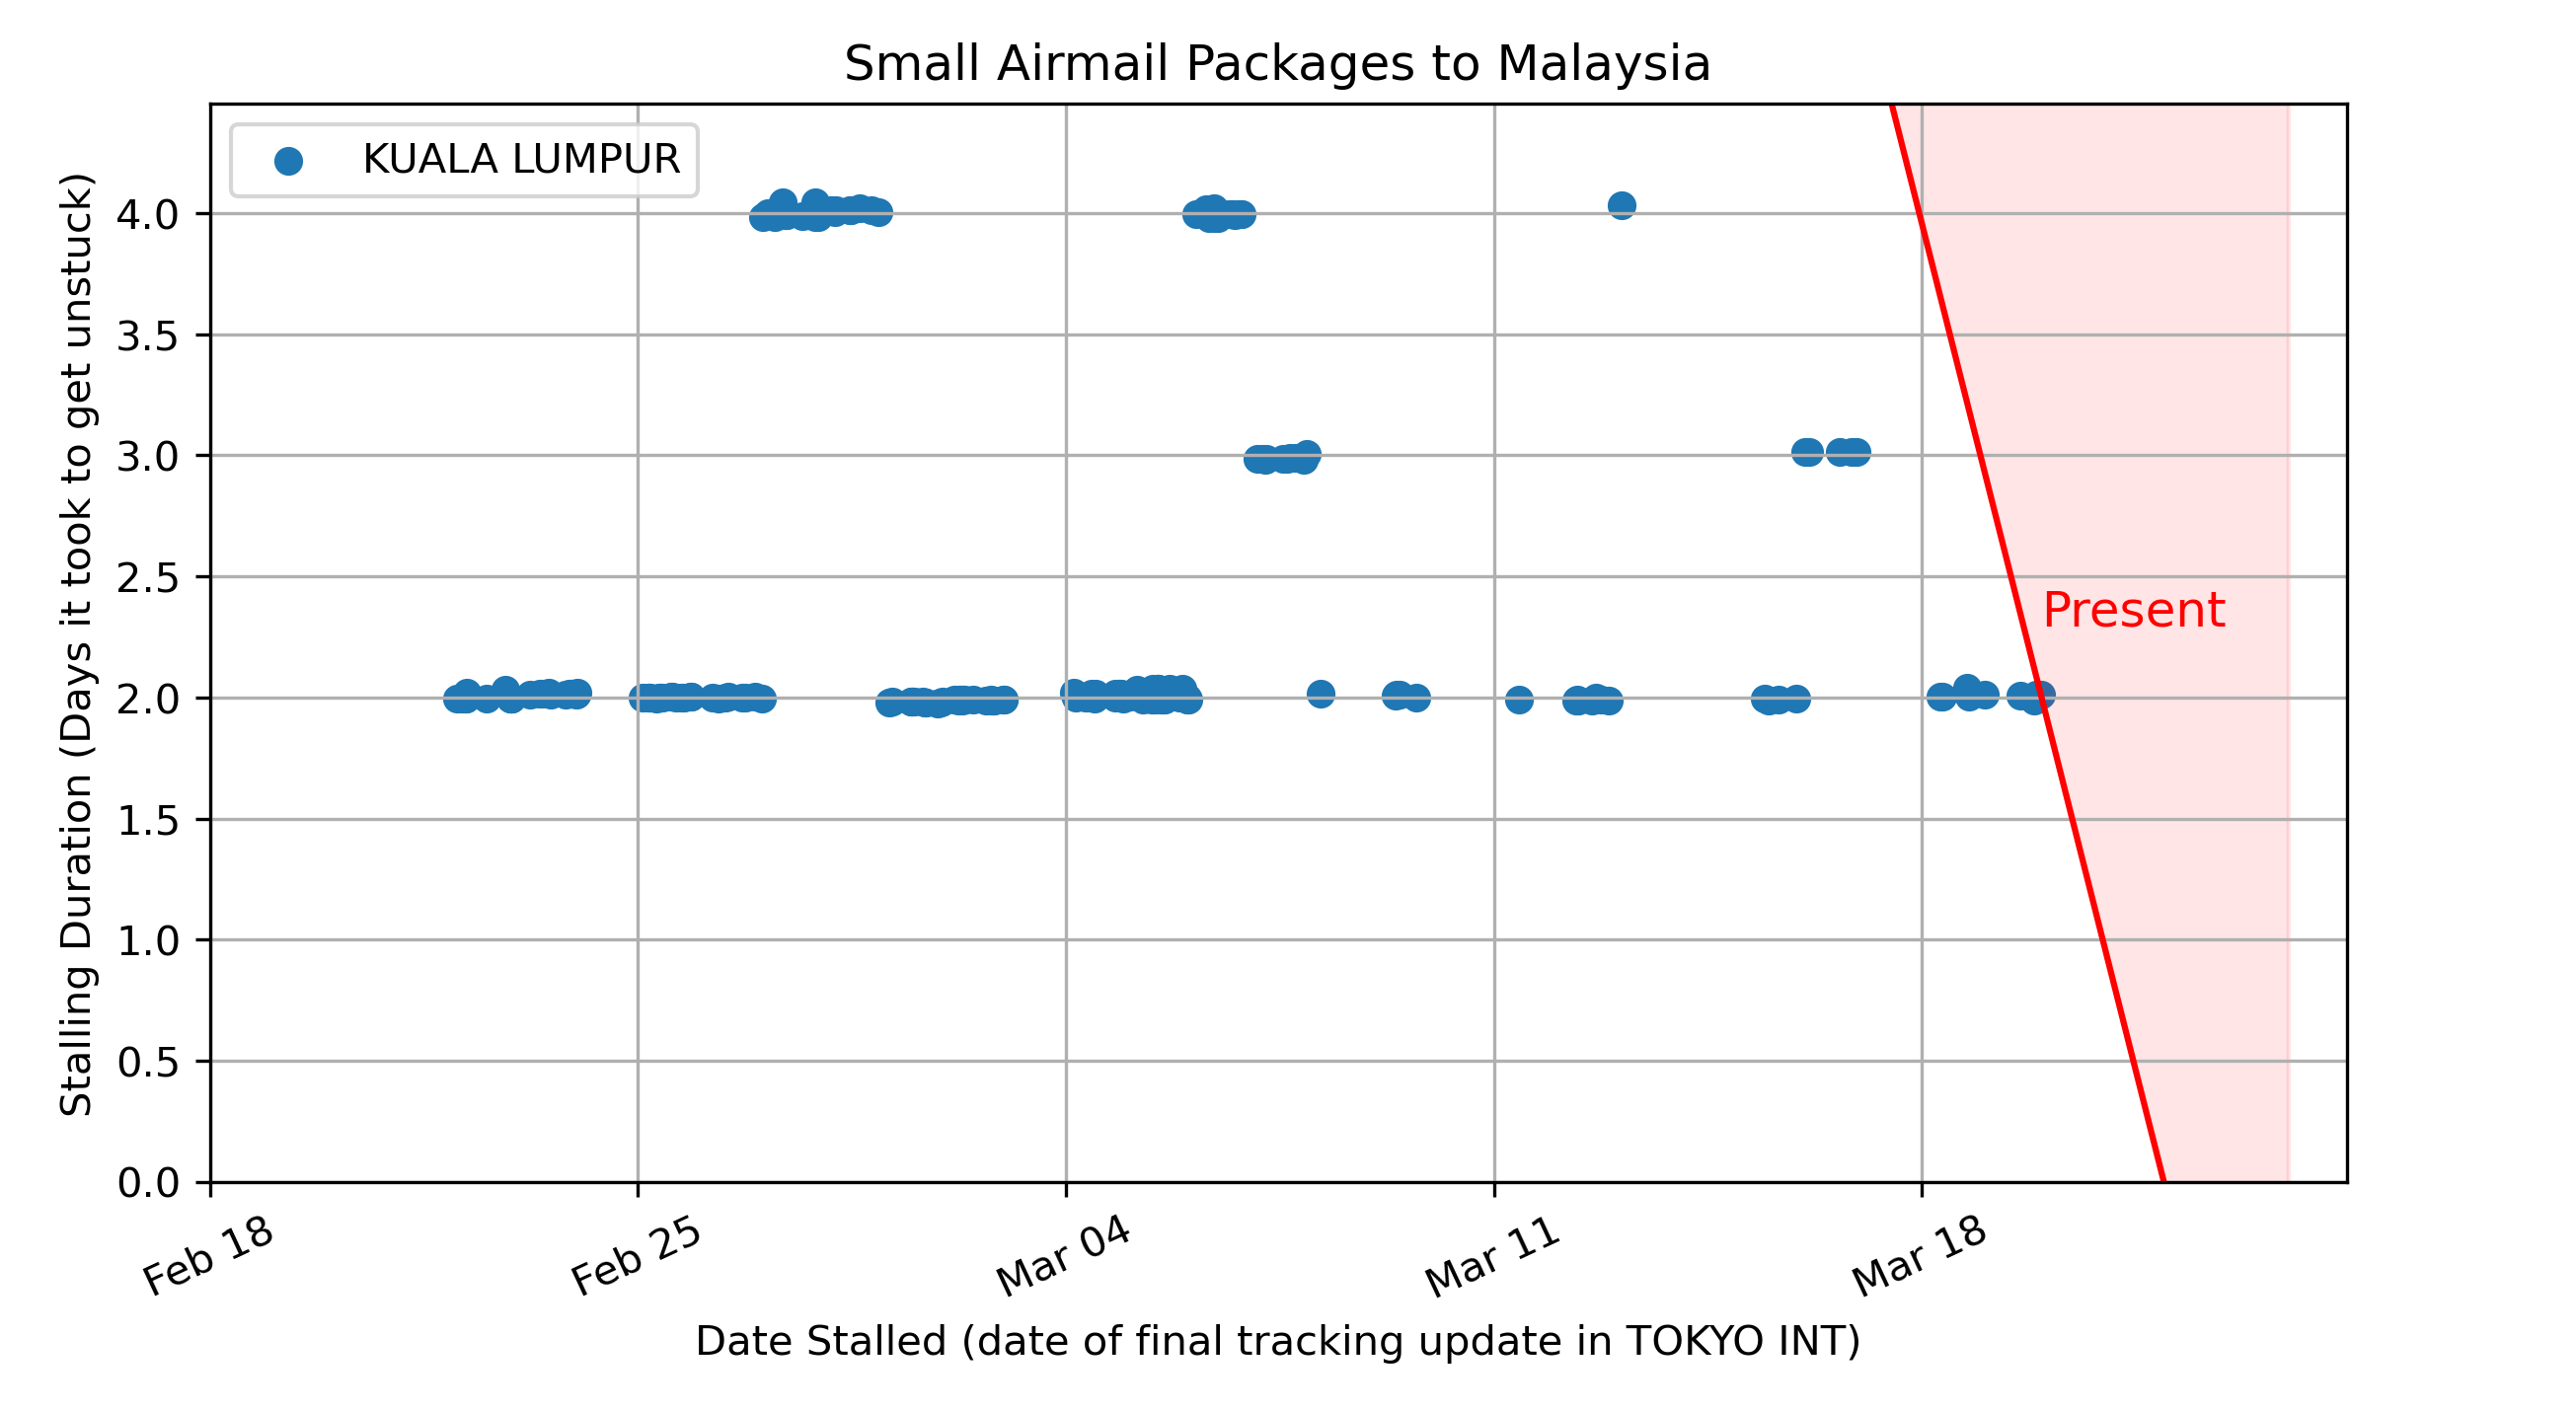 Small Airmail Packages to Malaysia
KUALA LUMPUR
Stalling Duration (Days it took to get unstuck)
4.0
3.5
3.0
2.5
2.0
1.5
1.0
0.5
0.0
Present
Feb 18
Feb 25
Mar 04
Mar 11
Mar 18
Date Stalled (date of final tracking update in TOKYO INT)